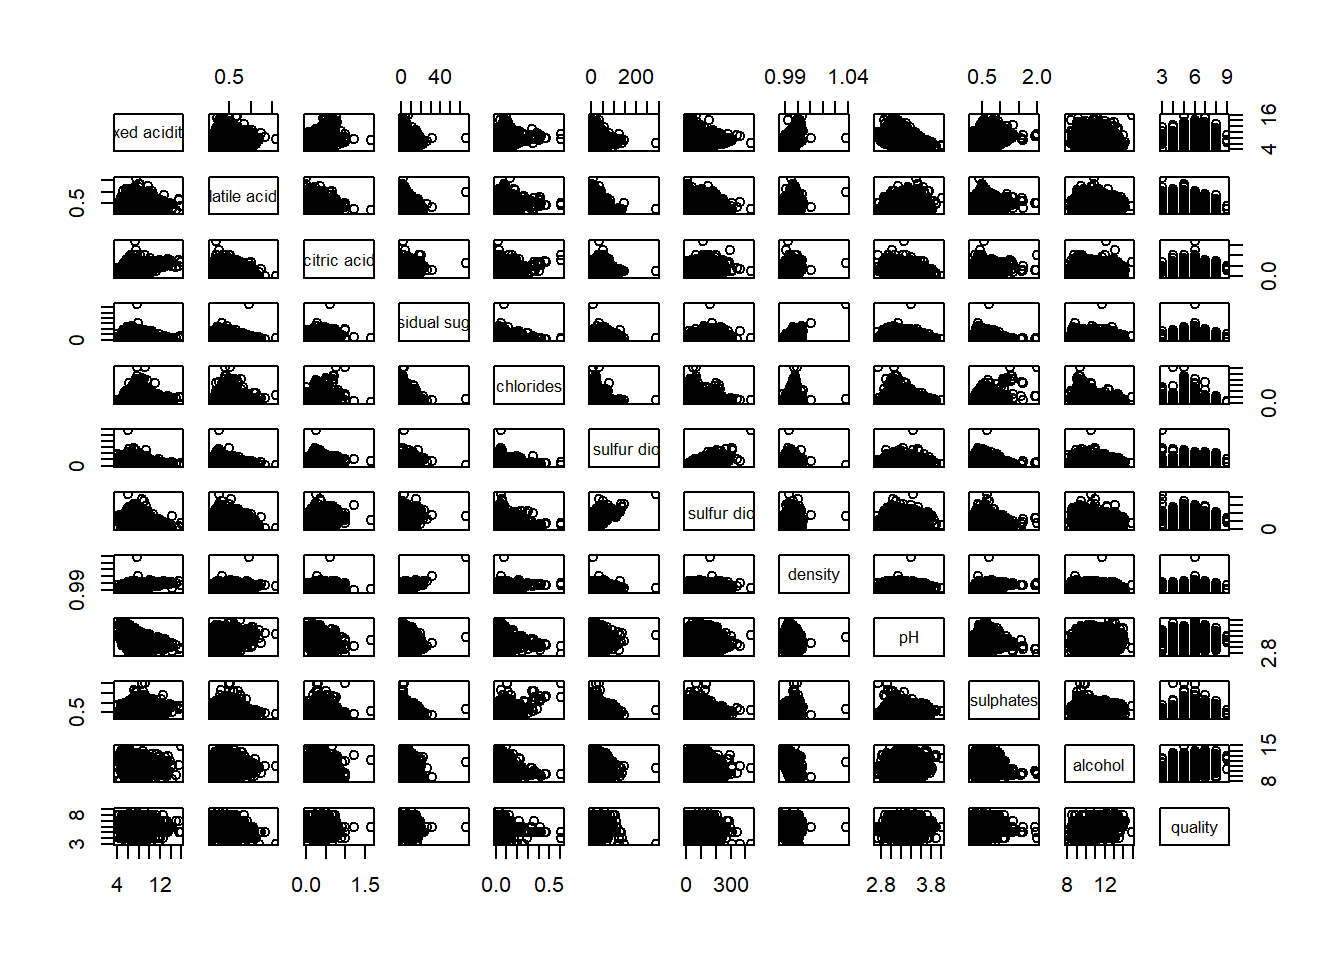 0.5 0 40 0 200 0.99 1.04 0.5 2.0 3 6 9
xed acidit 4 16
0.5 latile acid
citric acid 0.0
0 sidual sug
chlorides 0.0
0 sulfur dio
sulfur dio 0
0.99 density
pH 2.8
0.5 sulphates
alcohol 8 15
3 8 quality
4 12 0.0 1.5 0.0 0.5 0 300 2.8 3.8 8 12